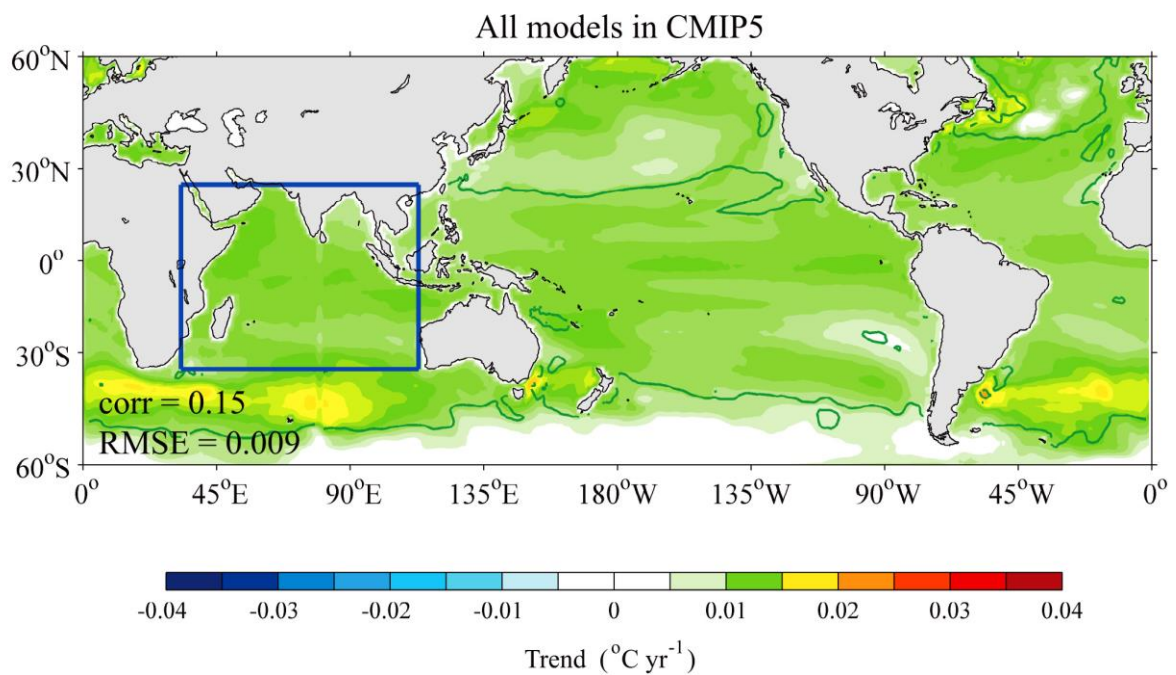 All models in CMIP5
60°N
30°N
0°
30°S
60°S
corr = 0.15
RMSE = 0.009
0° 45°E 90°E 135°E 180°W 135°W 90°W 45°W 0°
-0.04 -0.03 -0.02 -0.01 0 0.01 0.02 0.03 0.04
Trend (°C yr⁻¹)